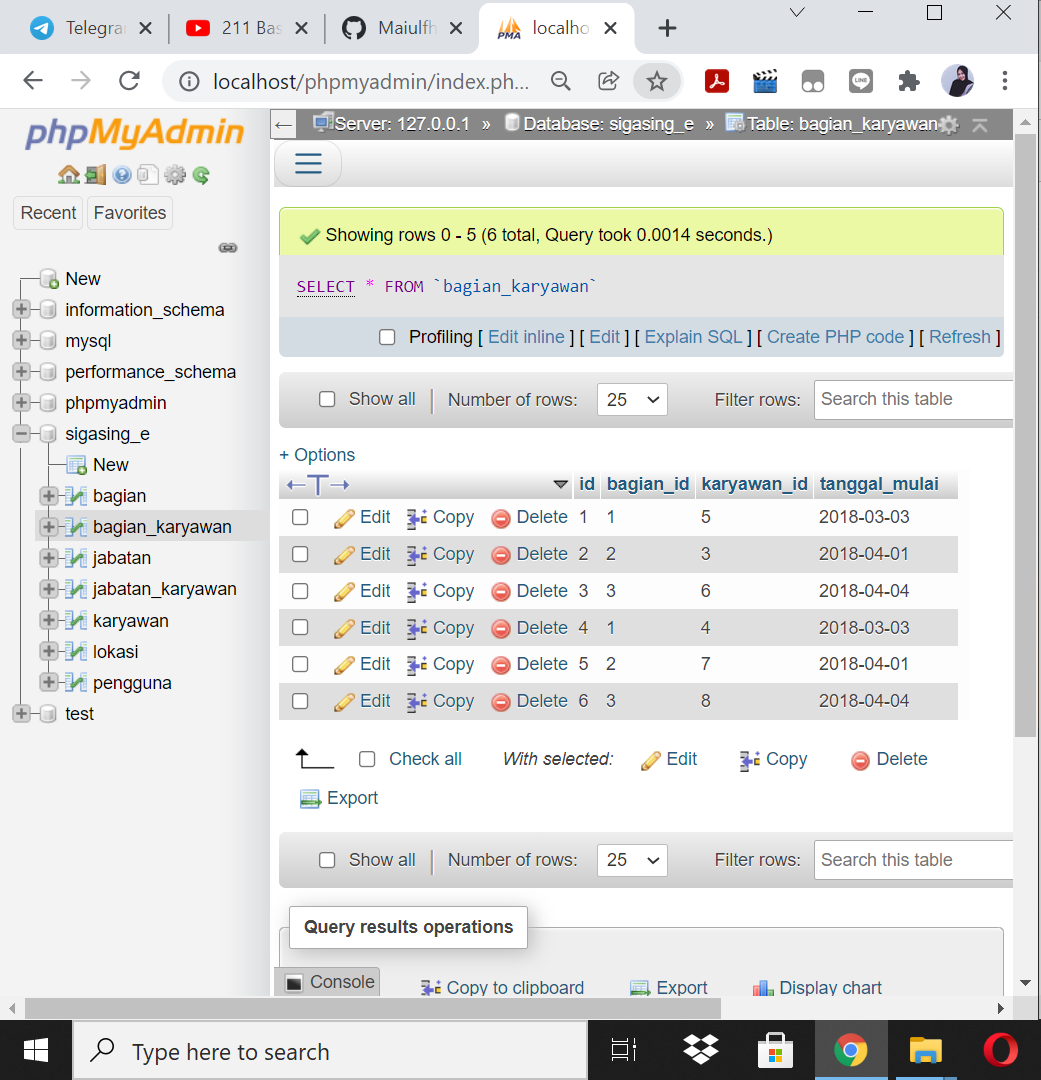 Telegra
211 Bas
Maiulfh
PMA
localho
localhost/phpmyadmin/index.ph...
phpMyAdmin
Recent
Favorites
New
information_schema
mysql
performance_schema
phpmyadmin
sigasing_e
New
bagian
bagian_karyawan
jabatan
jabatan_karyawan
karyawan
lokasi
pengguna
test
Server: 127.0.0.1 » Database: sigasing_e » Table: bagian_karyawan
Showing rows 0 - 5 (6 total, Query took 0.0014 seconds.)
SELECT * FROM `bagian_karyawan`
Profiling [ Edit inline ] [ Edit ] [ Explain SQL ] [ Create PHP code ] [ Refresh ]
Show all | Number of rows: 25 Filter rows: Search this table
+ Options
←T→ id bagian_id karyawan_id tanggal_mulai
Edit Copy Delete 1 1 5 2018-03-03
Edit Copy Delete 2 2 3 2018-04-01
Edit Copy Delete 3 3 6 2018-04-04
Edit Copy Delete 4 1 4 2018-03-03
Edit Copy Delete 5 2 7 2018-04-01
Edit Copy Delete 6 3 8 2018-04-04
Check all With selected: Edit Copy Delete
Export
Show all | Number of rows: 25 Filter rows: Search this table
Query results operations
Console
Copy to clipboard Export Display chart
Type here to search